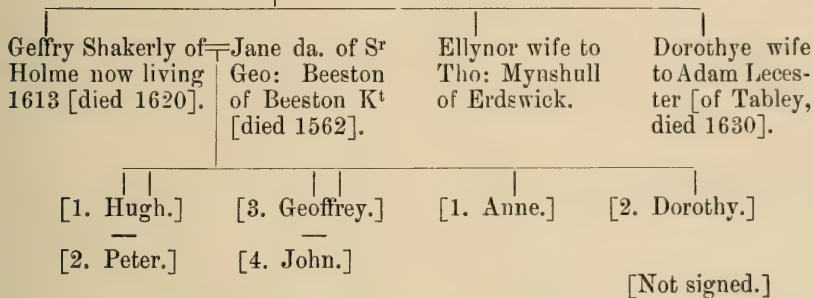 Geffry Shakerly of
Holme now living
1613 [died 1620].
Jane da. of Sr
Geo: Beeston
of Beeston Kt
[died 1562].
Ellynor wife to
Tho: Mynshull
of Erdswick.
Dorothye wife
to Adam Leces-
ter [of Tabley,
died 1630].
[1. Hugh.]
[2. Peter.]
[3. Geoffrey.]
[4. John.]
[1. Anne.]
[2. Dorothy.]
[Not signed.]